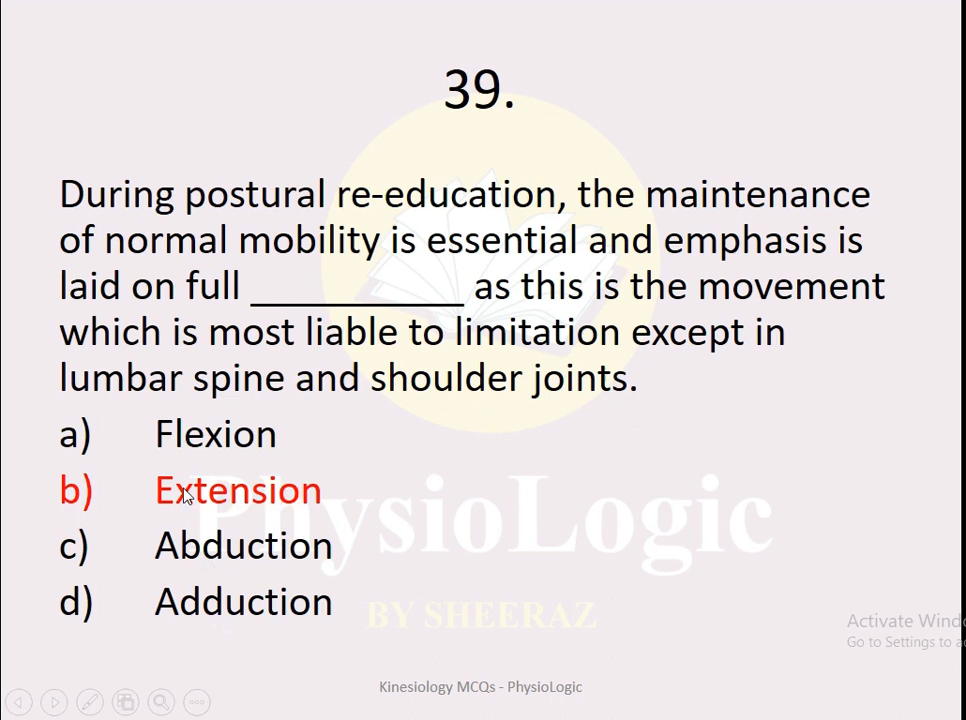 39.
During postural re-education, the maintenance
of normal mobility is essential and emphasis is
laid on full __________ as this is the movement
which is most liable to limitation except in
lumbar spine and shoulder joints.
a) Flexion
b) Extension
c) Abduction
d) Adduction
PhysioLogic
BY SHEERAZ
Activate Wind
Go to Settings to a
Kinesiology MCQs - PhysioLogic